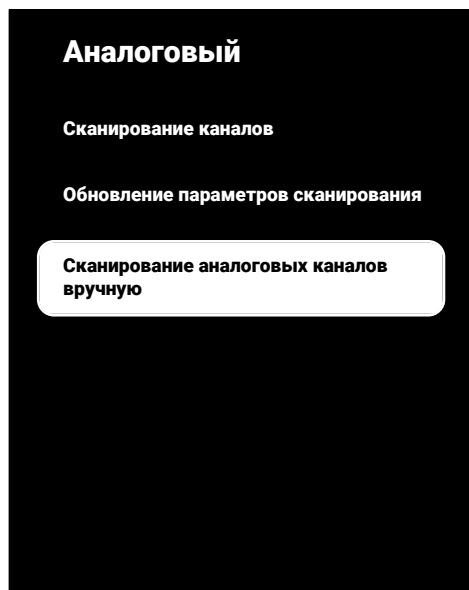 Аналоговый
Сканирование каналов
Обновление параметров сканирования
Сканирование аналоговых каналов
вручную